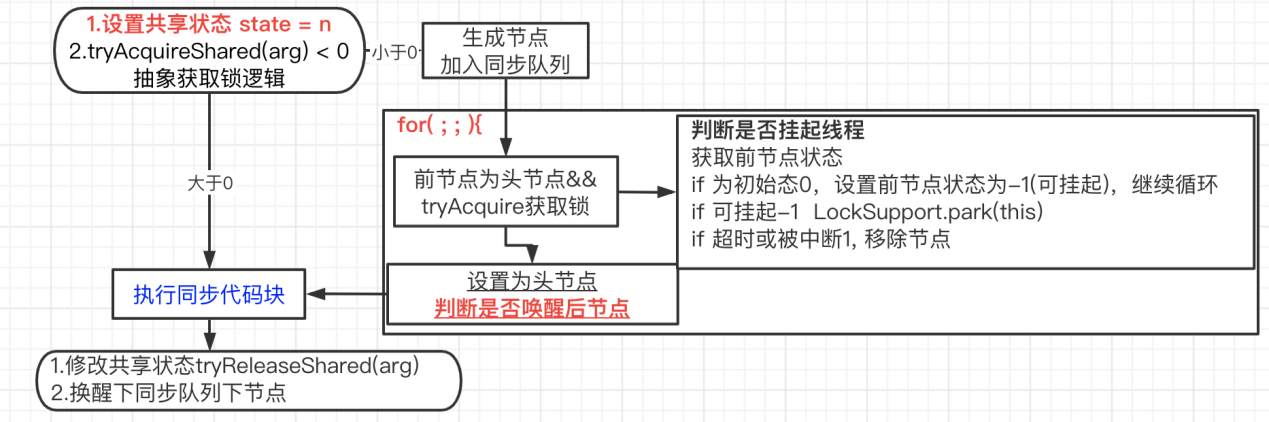 1.设置共享状态 state = n
2.tryAcquireShared(arg) < 0
抽象获取锁逻辑
小于0
生成节点
加入同步队列
大于0
for( ; ; ){
前节点为头节点&&
tryAcquire获取锁
判断是否挂起线程
获取前节点状态
if 为初始态0，设置前节点状态为-1(可挂起)，继续循环
if 可挂起-1 LockSupport.park(this)
if 超时或被中断1, 移除节点
设置为头节点
判断是否唤醒后节点
执行同步代码块
1.修改共享状态tryReleaseShared(arg)
2.换醒下同步队列下节点